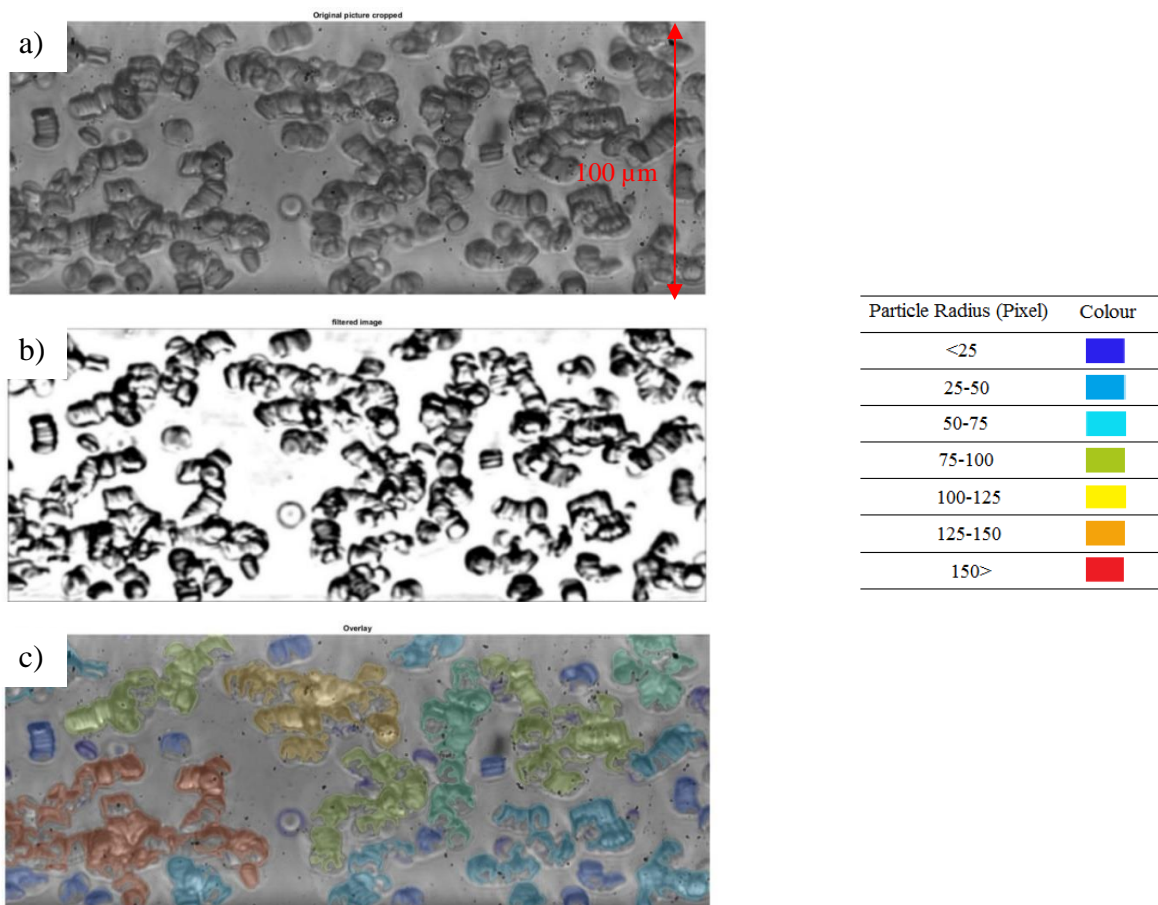 Original picture cropped
a)
100 µm
filtered image
b)
Overlay
c)
Particle Radius (Pixel) Colour
<25
25-50
50-75
75-100
100-125
125-150
150>